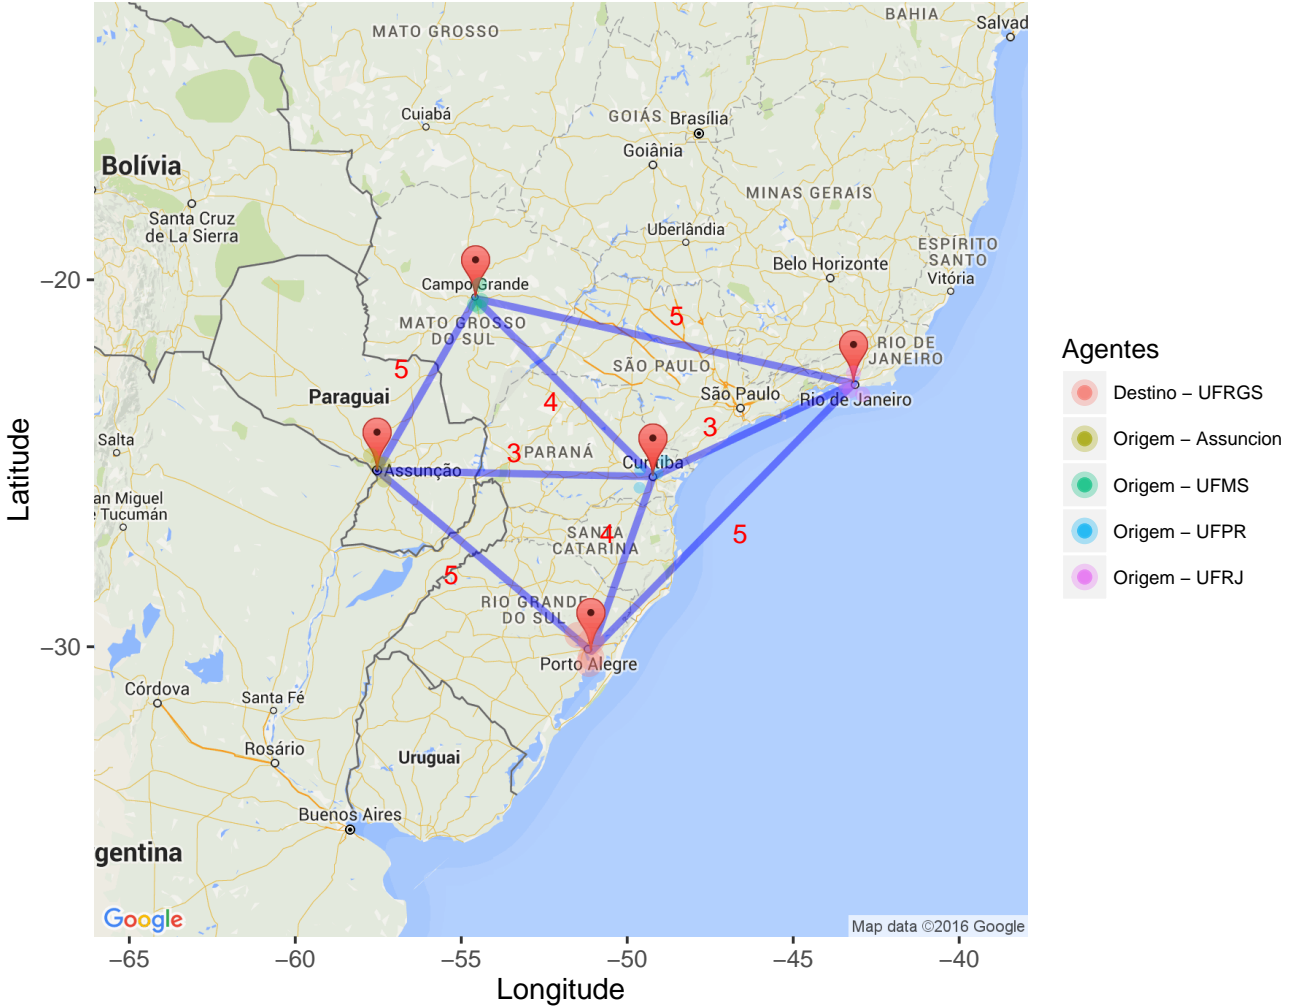 BAHIA
Salvad
MATO GROSSO
Cuiabá
GOIÁS
Brasília
Goiânia
Bolívia
MINAS GERAIS
Santa Cruz
de La Sierra
Uberlândia
ESPÍRITO
SANTO
Belo Horizonte
Vitória
Campo Grande
MATO GROSSO
DO SUL
5
RIO DE
JANEIRO
SÃO PAULO
5
Paraguai
São Paulo
Rio de Janeiro
4
3
Salta
3
PARANÁ
Curitiba
Assunção
an Miguel
e Tucumán
SANTA
CATARINA
4
5
5
RIO GRANDE
DO SUL
Porto Alegre
Córdova
Santa Fé
Rosário
Uruguai
Buenos Aires
gentina
Google
Map data ©2016 Google
−20
−30
Latitude
−65
−60
−55
−50
−45
−40
Longitude
Agentes
Destino − UFRGS
Origem − Assuncion
Origem − UFMS
Origem − UFPR
Origem − UFRJ